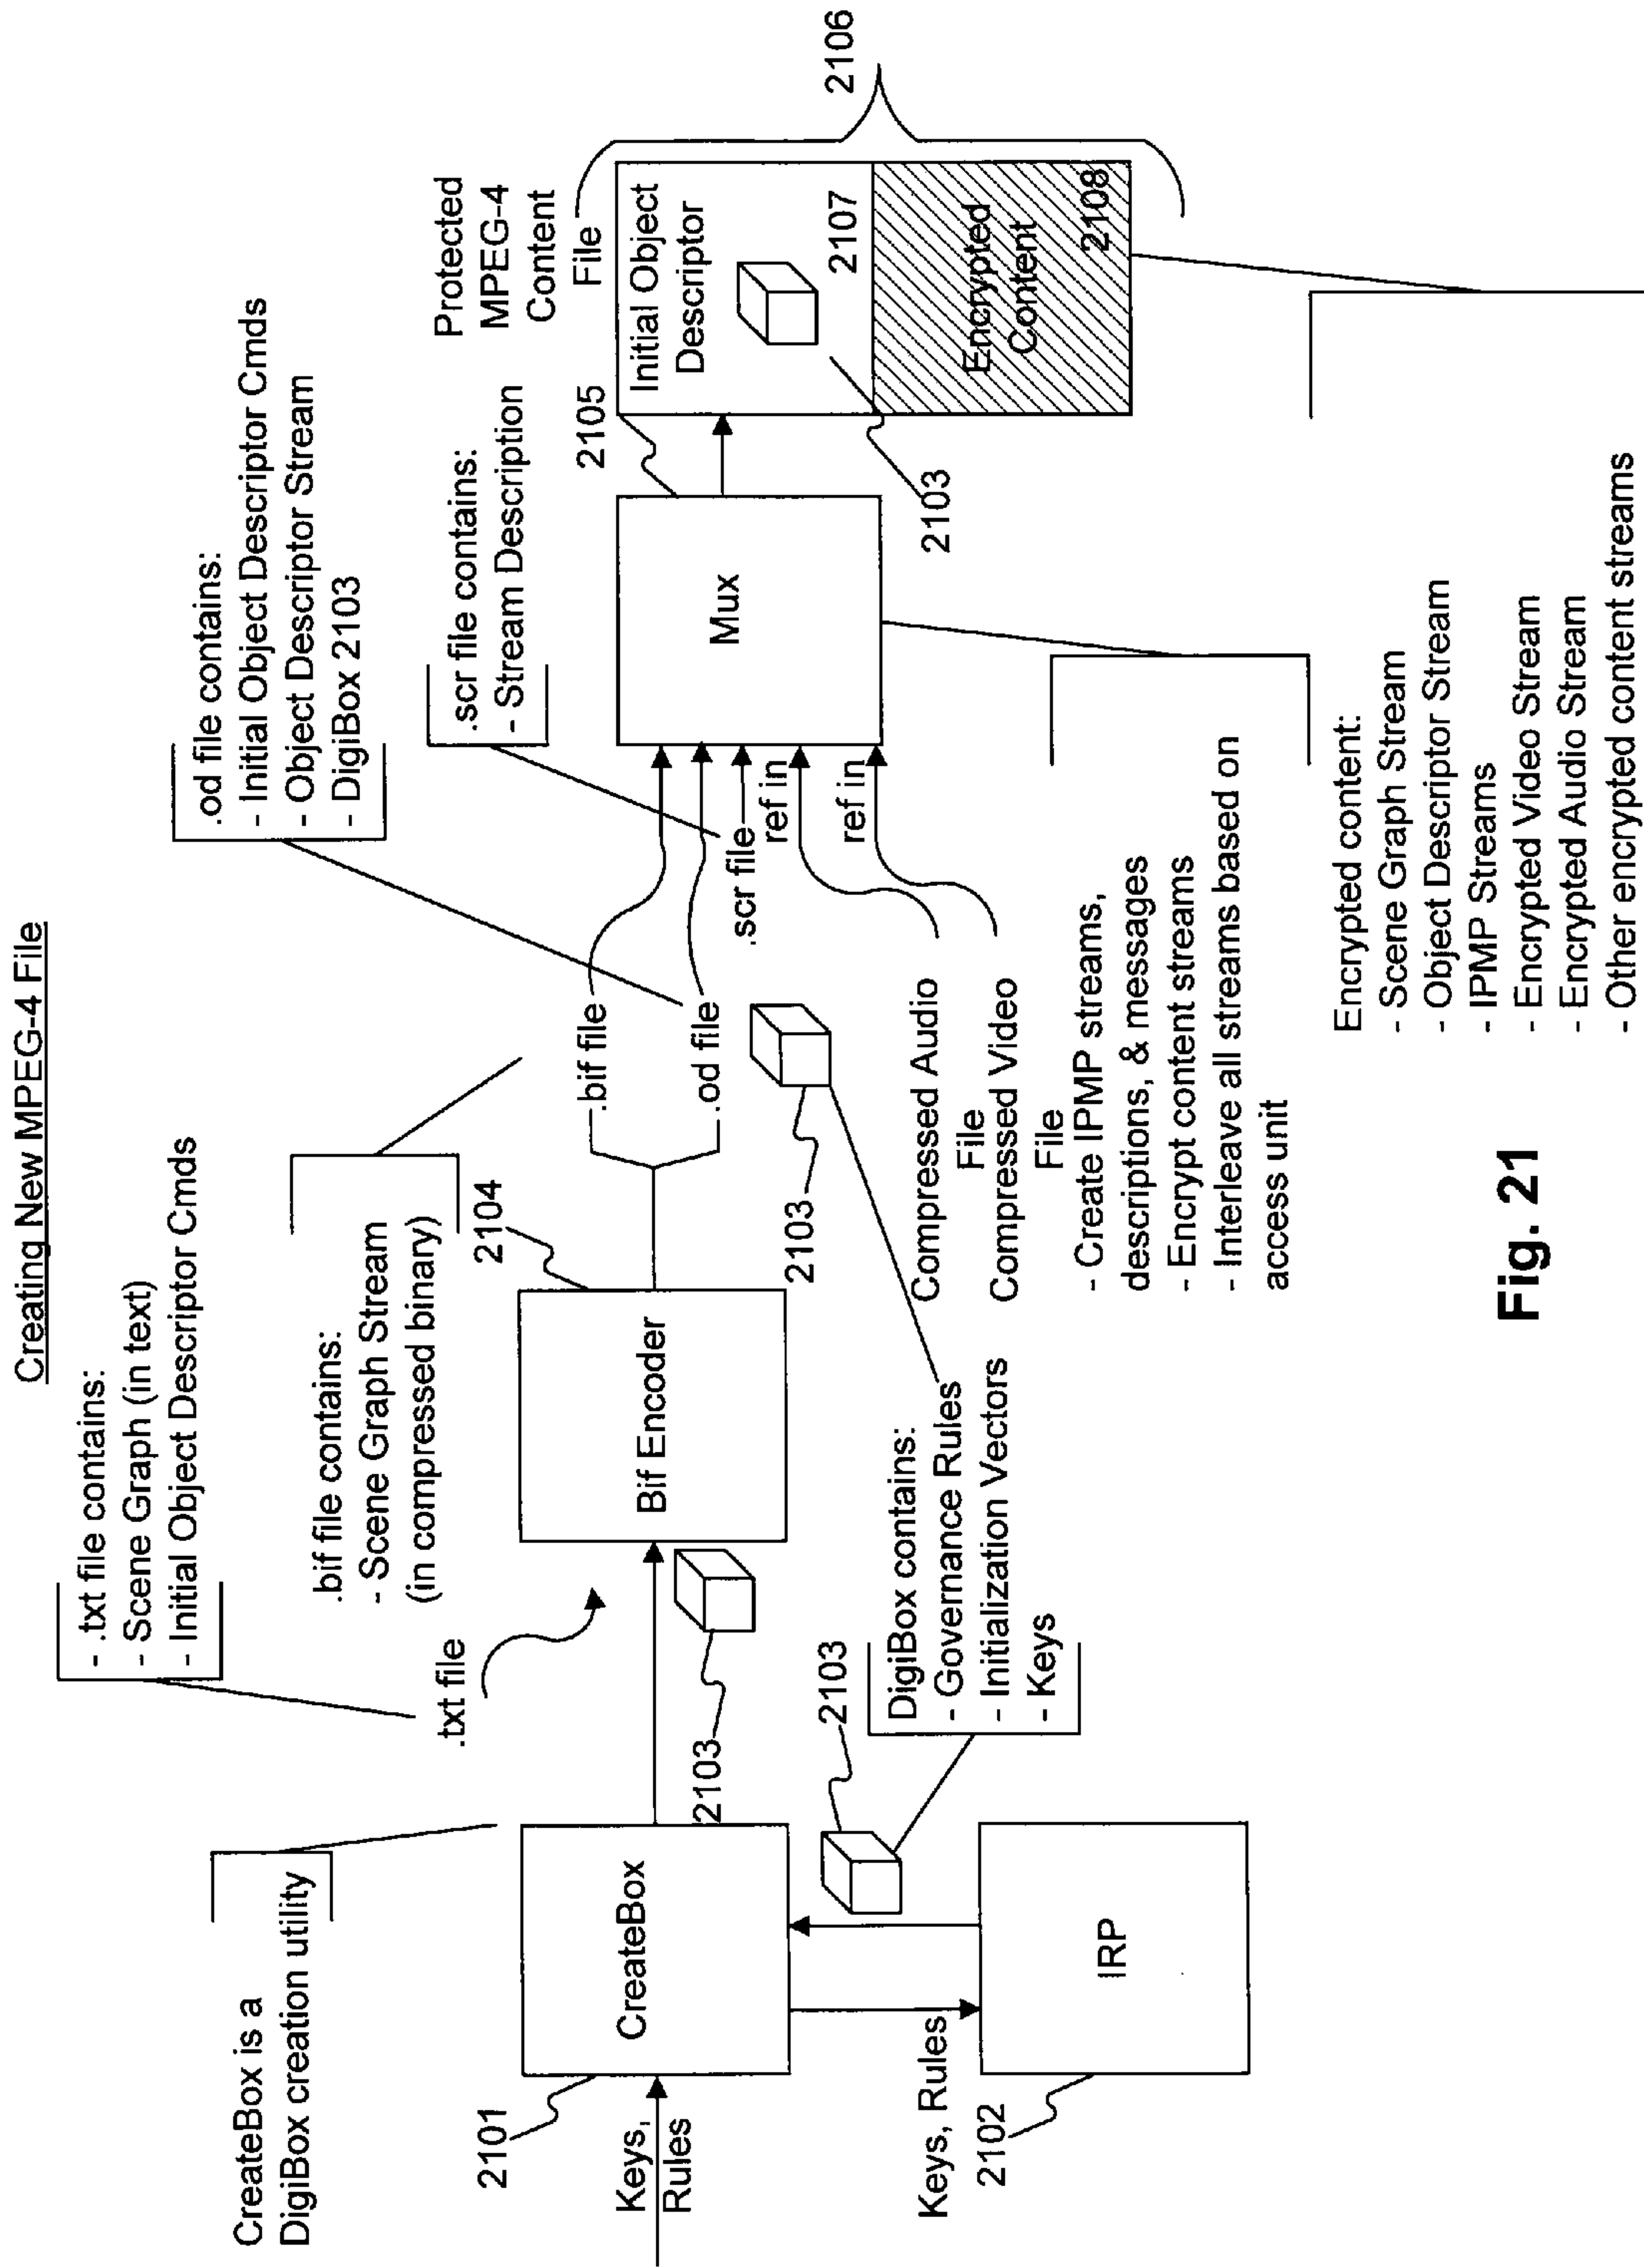 Creating New MPEG-4 File
CreateBox is a
DigiBox creation utility
- .txt file contains:
- Scene Graph (in text)
- Initial Object Descriptor Cmds
.bif file contains:
- Scene Graph Stream
(in compressed binary)
.od file contains:
- Initial Object Descriptor Cmds
- Object Descriptor Stream
- DigiBox 2103
.scr file contains:
- Stream Description
Protected
MPEG-4
Content
File
2101
Keys,
Rules
CreateBox
.txt file
2103
2104
Bif Encoder
.bif file
.od file
2103
.scr file
ref in
ref in
2105
Mux
Initial Object
Descriptor
2107
Encrypted
Content
2108
2106
2103
Keys, Rules
2102
IRP
2103
DigiBox contains:
- Governance Rules
- Initialization Vectors
- Keys
Compressed Audio
File
Compressed Video
File
- Create IPMP streams,
descriptions, & messages
- Encrypt content streams
- Interleave all streams based on
access unit
Encrypted content:
- Scene Graph Stream
- Object Descriptor Stream
- IPMP Streams
- Encrypted Video Stream
- Encrypted Audio Stream
- Other encrypted content streams
Fig. 21